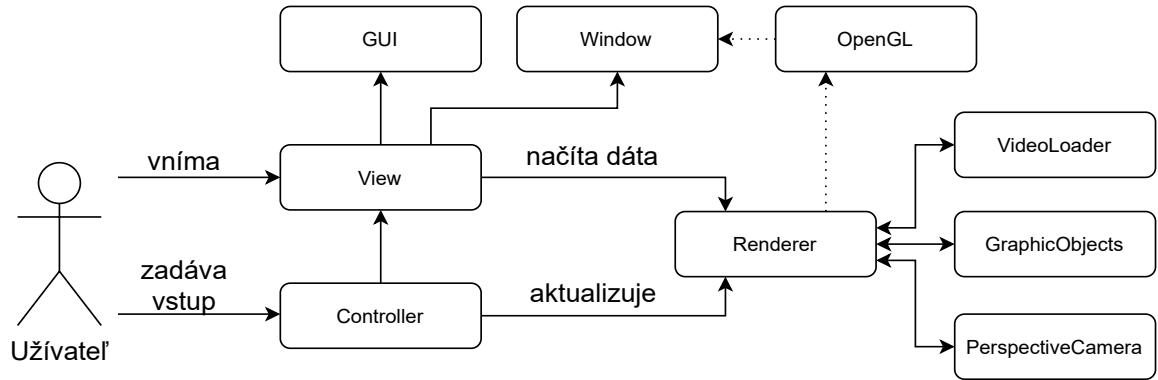 GUI
Window
OpenGL
VideoLoader
vníma
View
načíta dáta
Renderer
GraphicObjects
zadáva
vstup
Controller
aktualizuje
PerspectiveCamera
Užívateľ